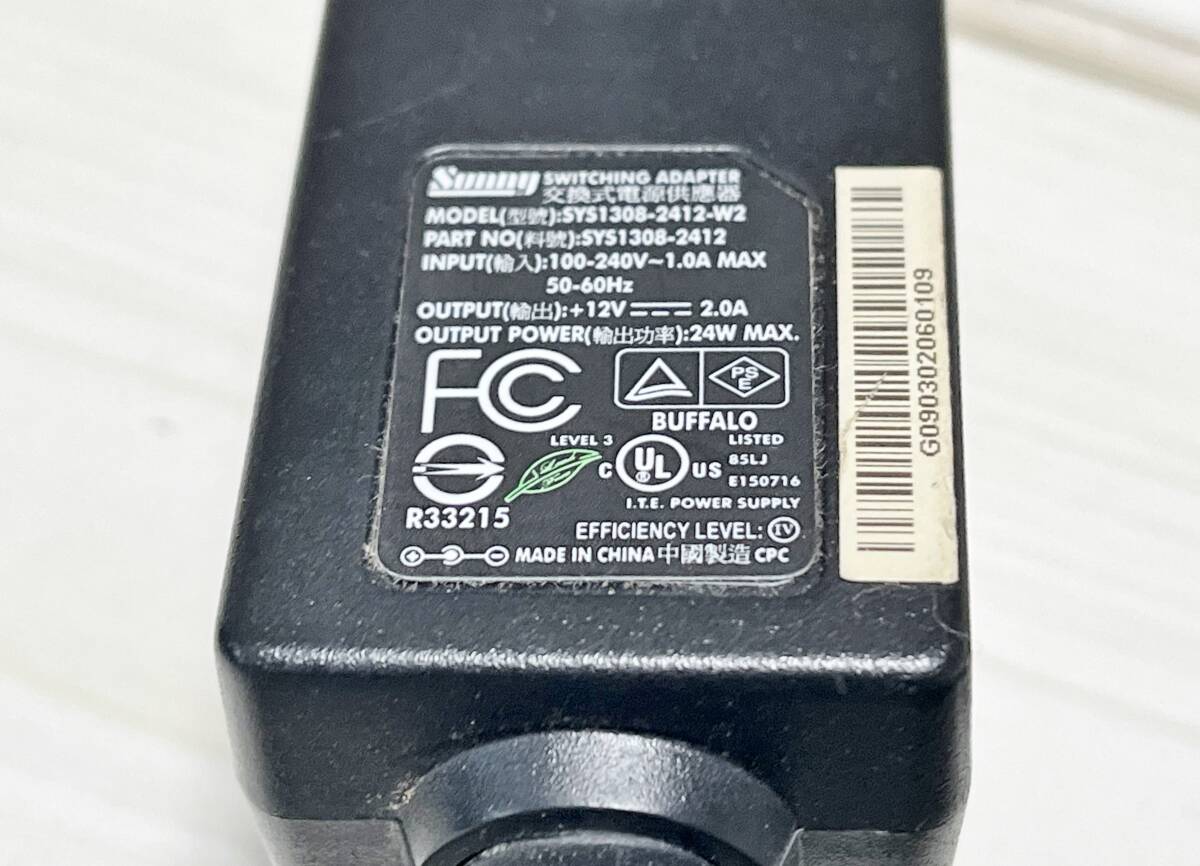 Sunny SWITCHING ADAPTER
交換式電源供應器
MODEL(型號):SYS1308-2412-W2
PART NO(料號):SYS1308-2412
INPUT(輸入):100-240V~1.0A MAX
50-60Hz
OUTPUT(輸出):+12V 2.0A
OUTPUT POWER(輸出功率):24W MAX.
FC
PS
E
BUFFALO
LEVEL 3
LISTED
85LJ
E150716
C UL US
®
I.T.E. POWER SUPPLY
R33215
EFFICIENCY LEVEL: IV
MADE IN CHINA 中國製造 CPC
G090302060109